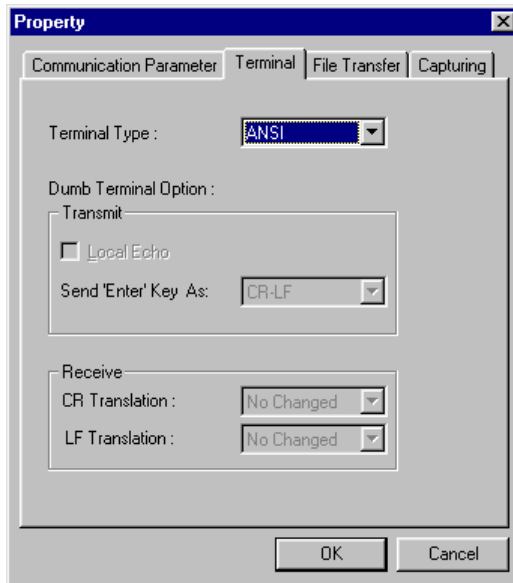 Property
Communication Parameter Terminal File Transfer Capturing
Terminal Type : ANSI
Dumb Terminal Option :
Transmit
Local Echo
Send 'Enter' Key As: CR-LF
Receive
CR Translation : No Changed
LF Translation : No Changed
OK Cancel